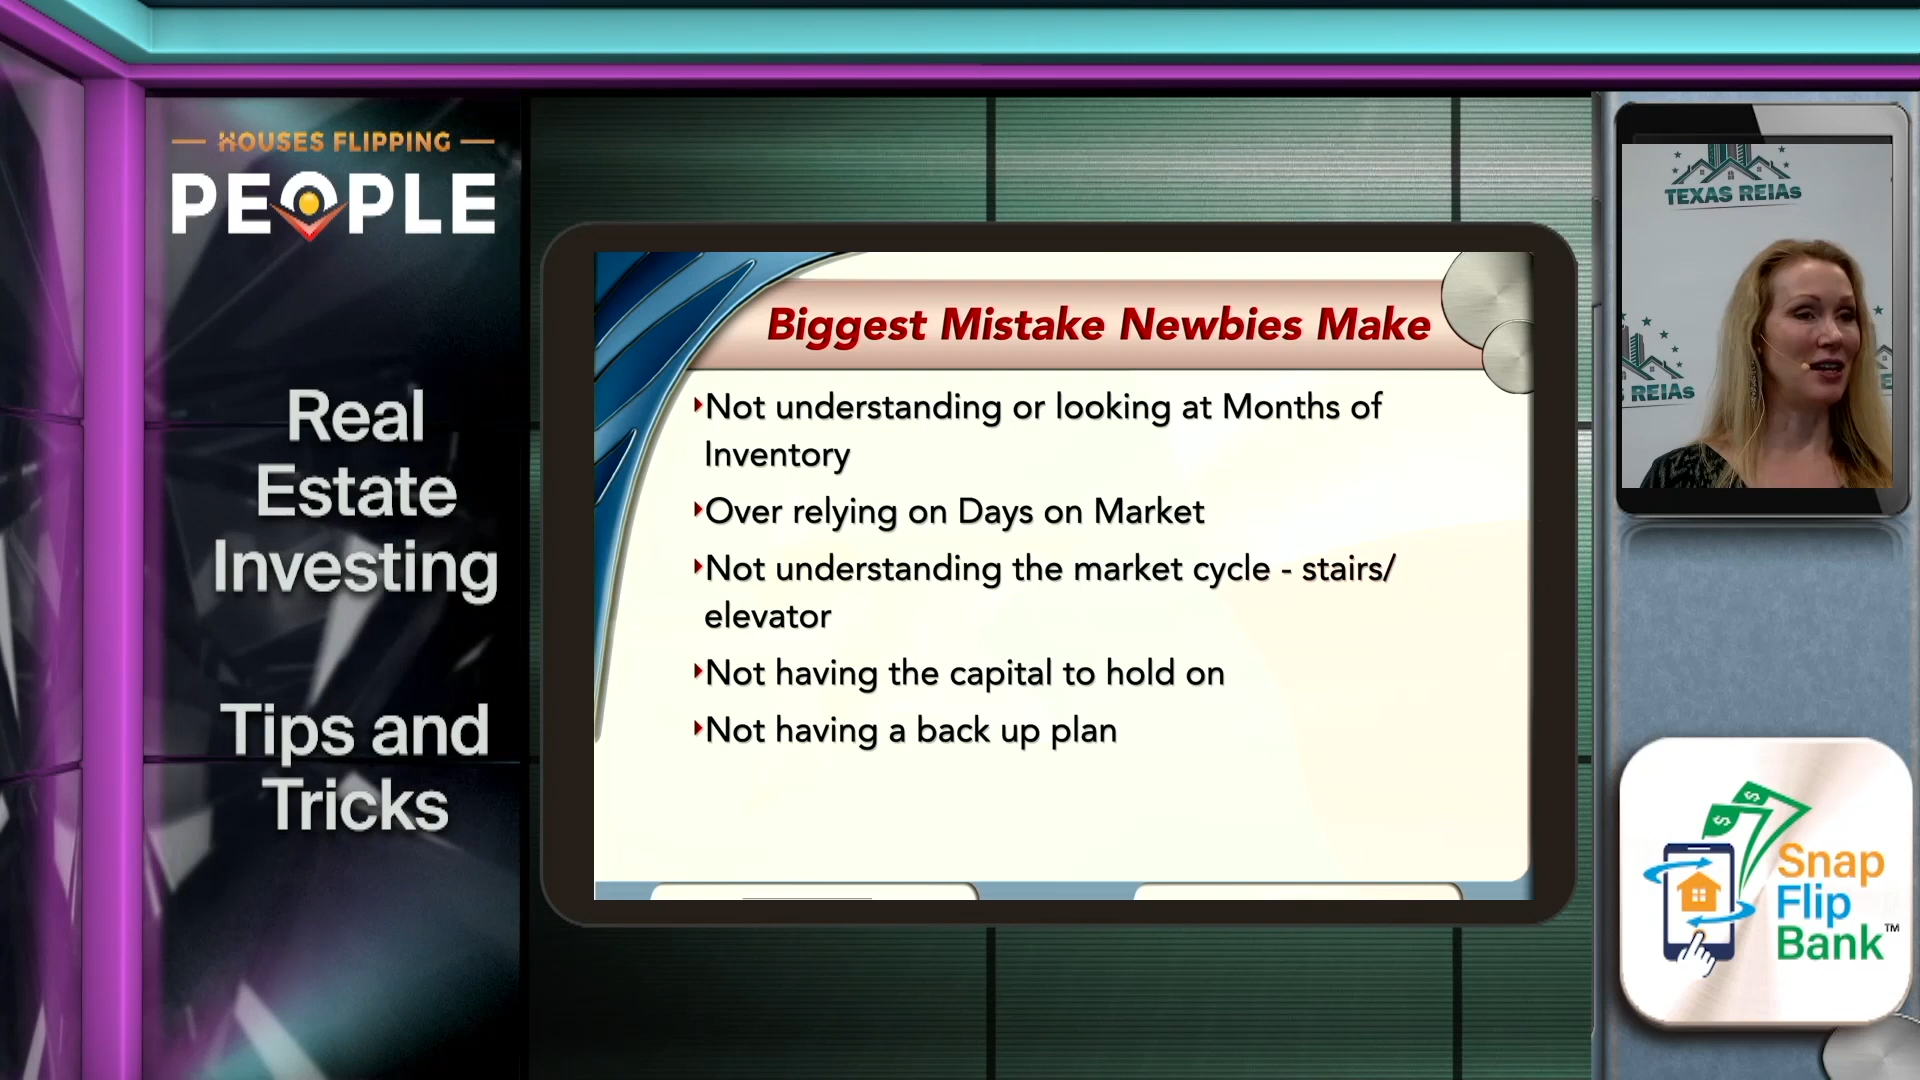 HOUSES FLIPPING
PEOPLE
Real
Estate
Investing
Tips and
Tricks
Biggest Mistake Newbies Make
Not understanding or looking at Months of
Inventory
Over relying on Days on Market
Not understanding the market cycle - stairs/
elevator
Not having the capital to hold on
Not having a back up plan
TEXAS REIAs
S REIAs
Snap
Flip
Bank™